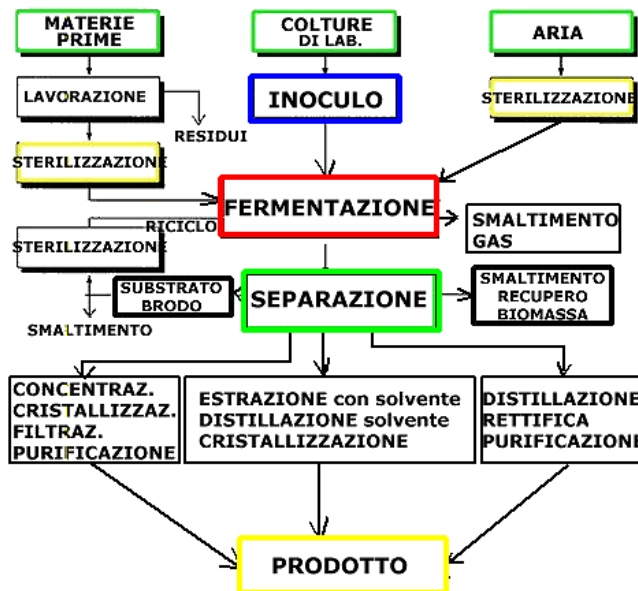 MATERIE
PRIME
COLTURE
DI LAB.
ARIA
LAVORAZIONE
INOCULO
STERILIZZAZIONE
RESIDUI
STERILIZZAZIONE
FERMENTAZIONE
RICICLO
SMALTIMENTO
GAS
STERILIZZAZIONE
SUBSTRATO
BRODO
SEPARAZIONE
SMALTIMENTO
RECUPERO
BIOMASSA
SMALTIMENTO
CONCENTRAZ.
CRISTALLIZZAZ.
FILTRAZ.
PURIFICAZIONE
ESTRAZIONE con solvente
DISTILLAZIONE solvente
CRISTALLIZZAZIONE
DISTILLAZIONE
RETTIFICA
PURIFICAZIONE
PRODOTTO